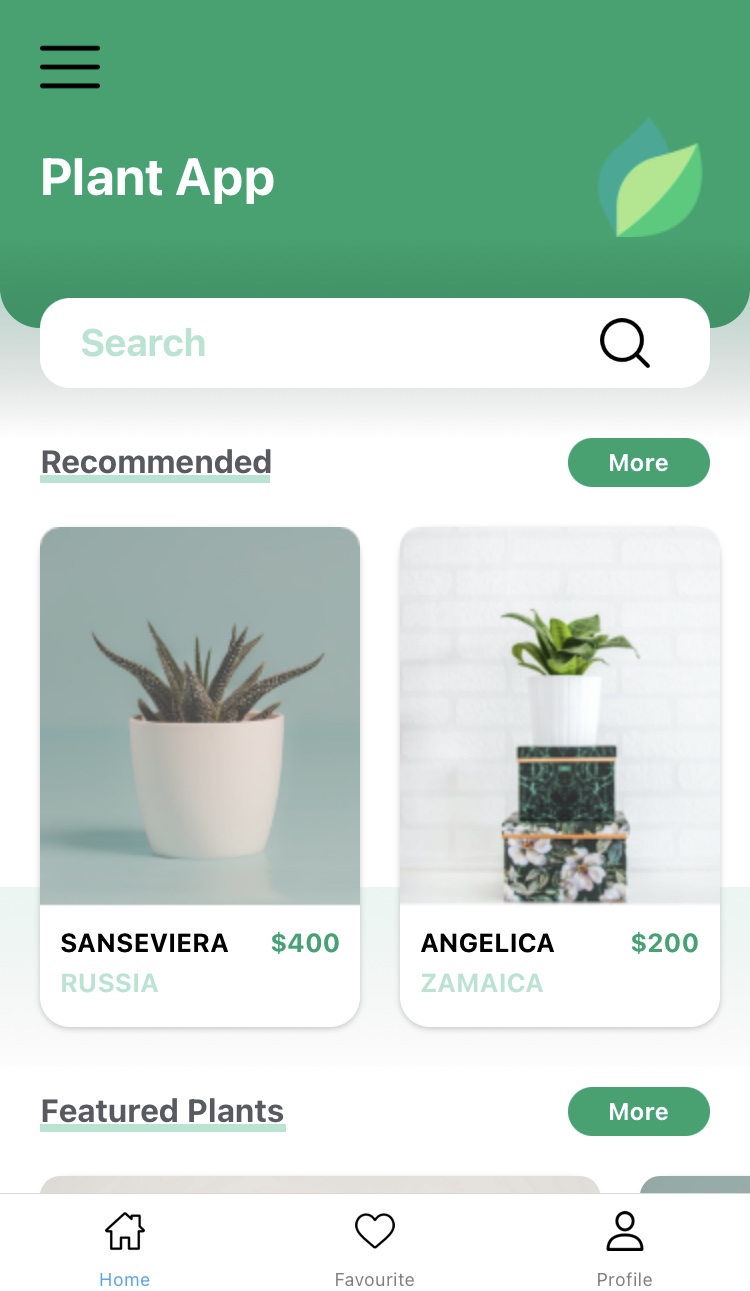 Plant App
Search
Recommended
More
SANSEVIERA $400
RUSSIA
ANGELICA $200
ZAMAICA
Featured Plants
More
Home
Favourite
Profile